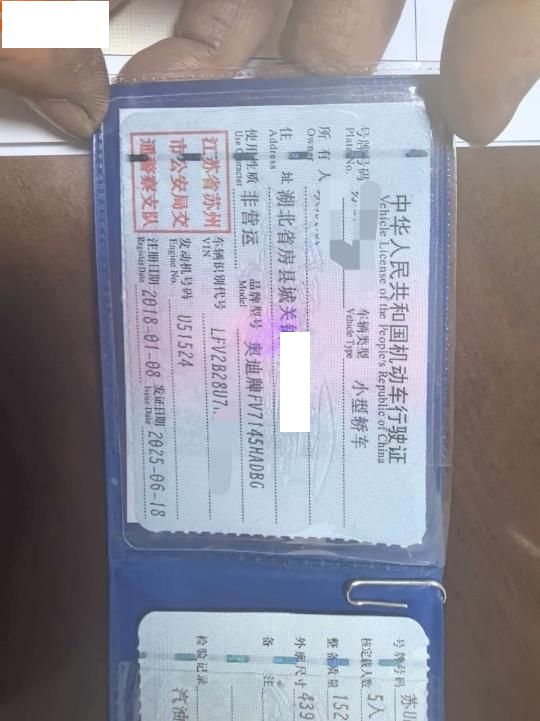 中华人民共和国机动车行驶证
Vehicle License of the People's Republic of China
号牌号码
Plate No.
车辆类型 小型轿车
Vehicle Type
所有人
Owner
住址 湖北省房县城关
Address
使用性质 非营运
Use Character
品牌型号 奥迪牌FV7145HADBG
Model
江苏省苏州
市公安局交
通警察支队
车辆识别代号 LFV2B28U7
VIN
发动机号码 U51524
Engine No.
注册日期 2018-01-08
Register Date
发证日期 2025-06-18
Issue Date
号牌号码 苏
核定载人数 5人
整备质量 152
外廓尺寸 439
备注
检验记录
汽油